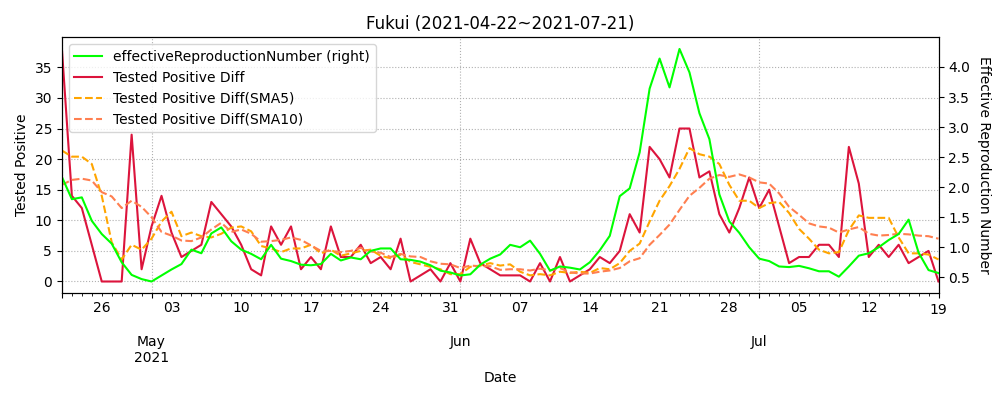 Fukui (2021-04-22~2021-07-21)
effectiveReproductionNumber (right)
Tested Positive Diff
Tested Positive Diff(SMA5)
Tested Positive Diff(SMA10)
Tested Positive
35
30
25
20
15
10
5
0
4.0
3.5
3.0
2.5
2.0
1.5
1.0
0.5
Effective Reproduction Number
26 03 10 17 24 31 07 14 21 28 05 12 19
May Jun Jul
2021
Date